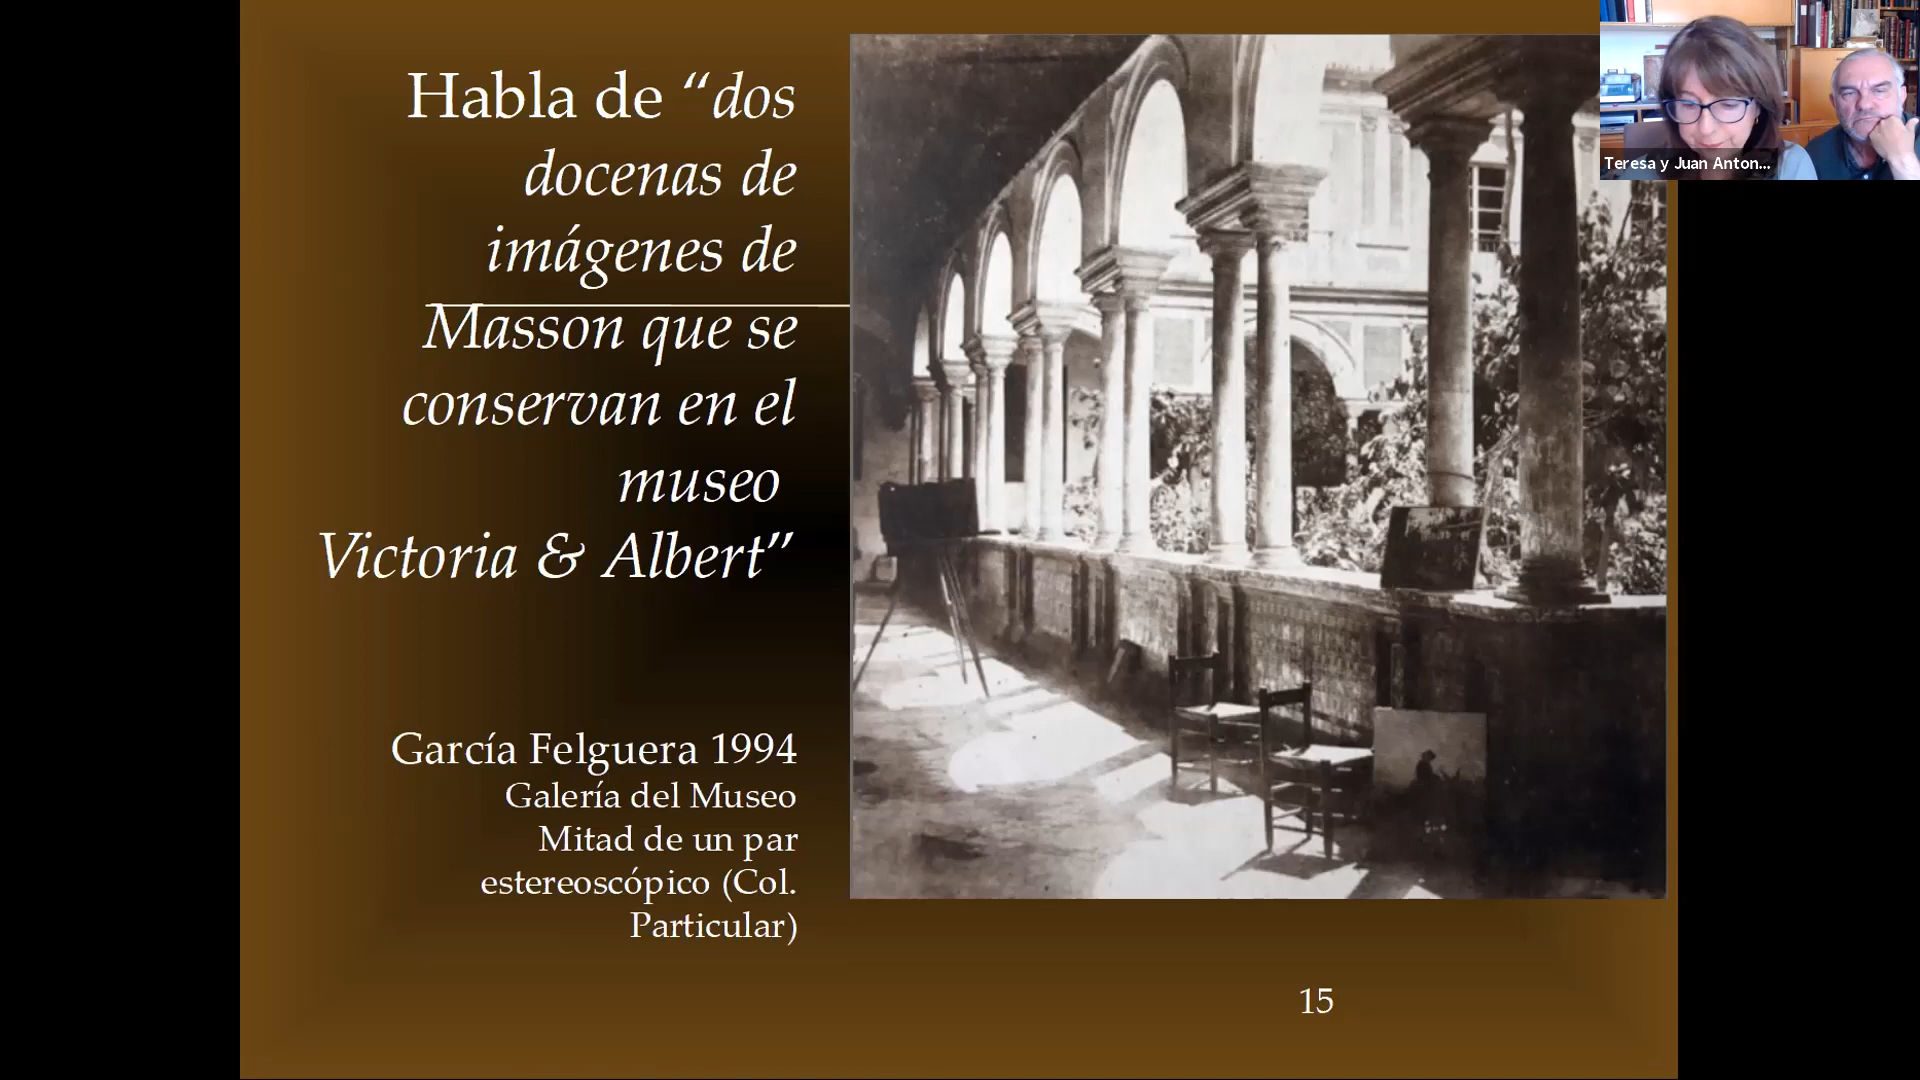 Habla de “dos
docenas de
imágenes de
Masson que se
conservan en el
museo
Victoria & Albert”
García Felguera 1994
Galería del Museo
Mitad de un par
estereoscópico (Col.
Particular)
15
Teresa y Juan Anton...